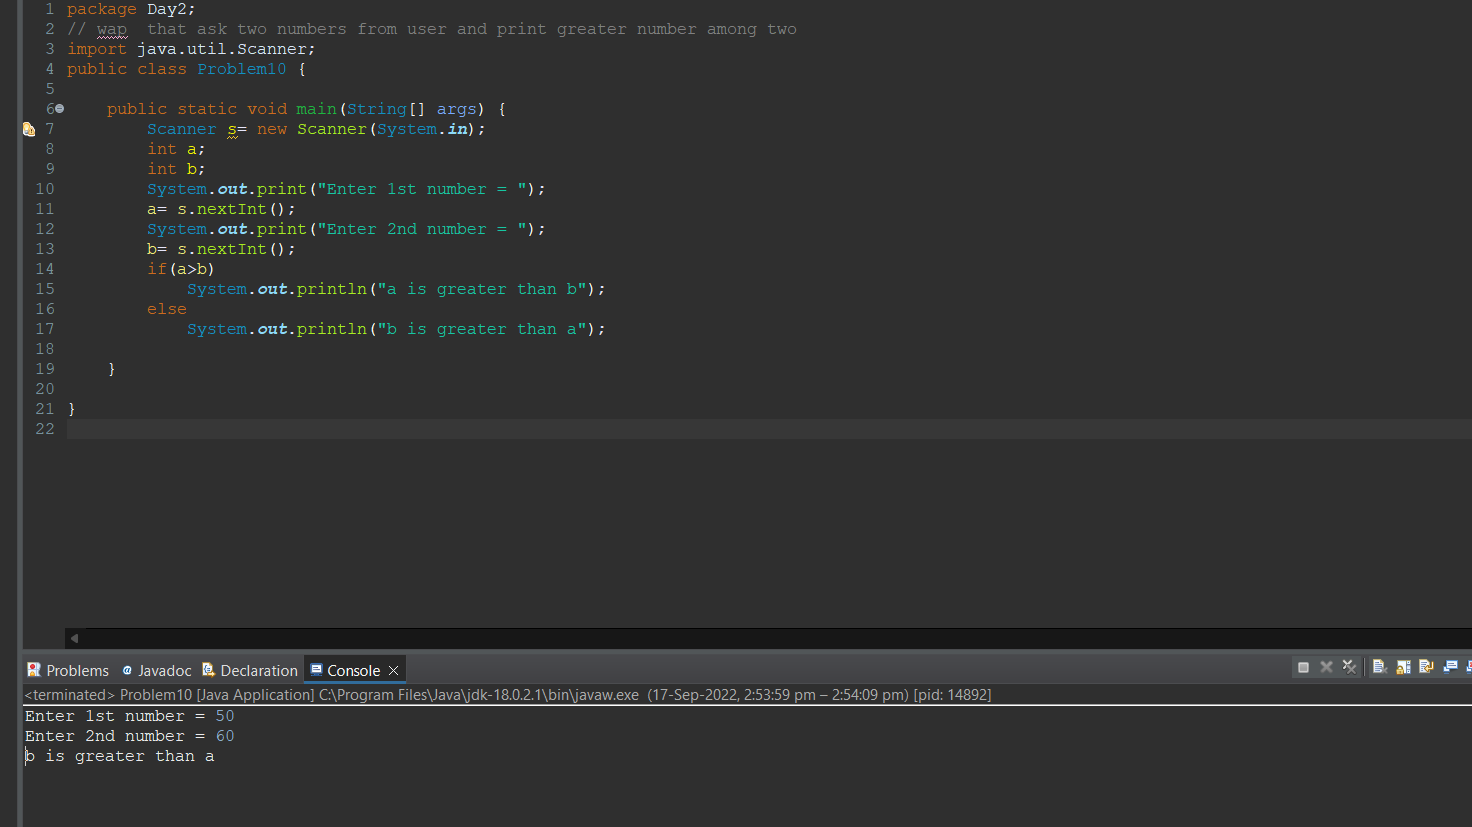 1 package Day2;
2 // wap  that ask two numbers from user and print greater number among two
3 import java.util.Scanner;
4 public class Problem10 {
5
6     public static void main(String[] args) {
7         Scanner s= new Scanner(System.in);
8         int a;
9         int b;
10         System.out.print("Enter 1st number = ");
11         a= s.nextInt();
12         System.out.print("Enter 2nd number = ");
13         b= s.nextInt();
14         if(a>b)
15             System.out.println("a is greater than b");
16         else
17             System.out.println("b is greater than a");
18
19     }
20
21 }
22
Problems @ Javadoc Declaration Console
<terminated> Problem10 [Java Application] C:\Program Files\Java\jdk-18.0.2.1\bin\javaw.exe (17-Sep-2022, 2:53:59 pm – 2:54:09 pm) [pid: 14892]
Enter 1st number = 50
Enter 2nd number = 60
b is greater than a